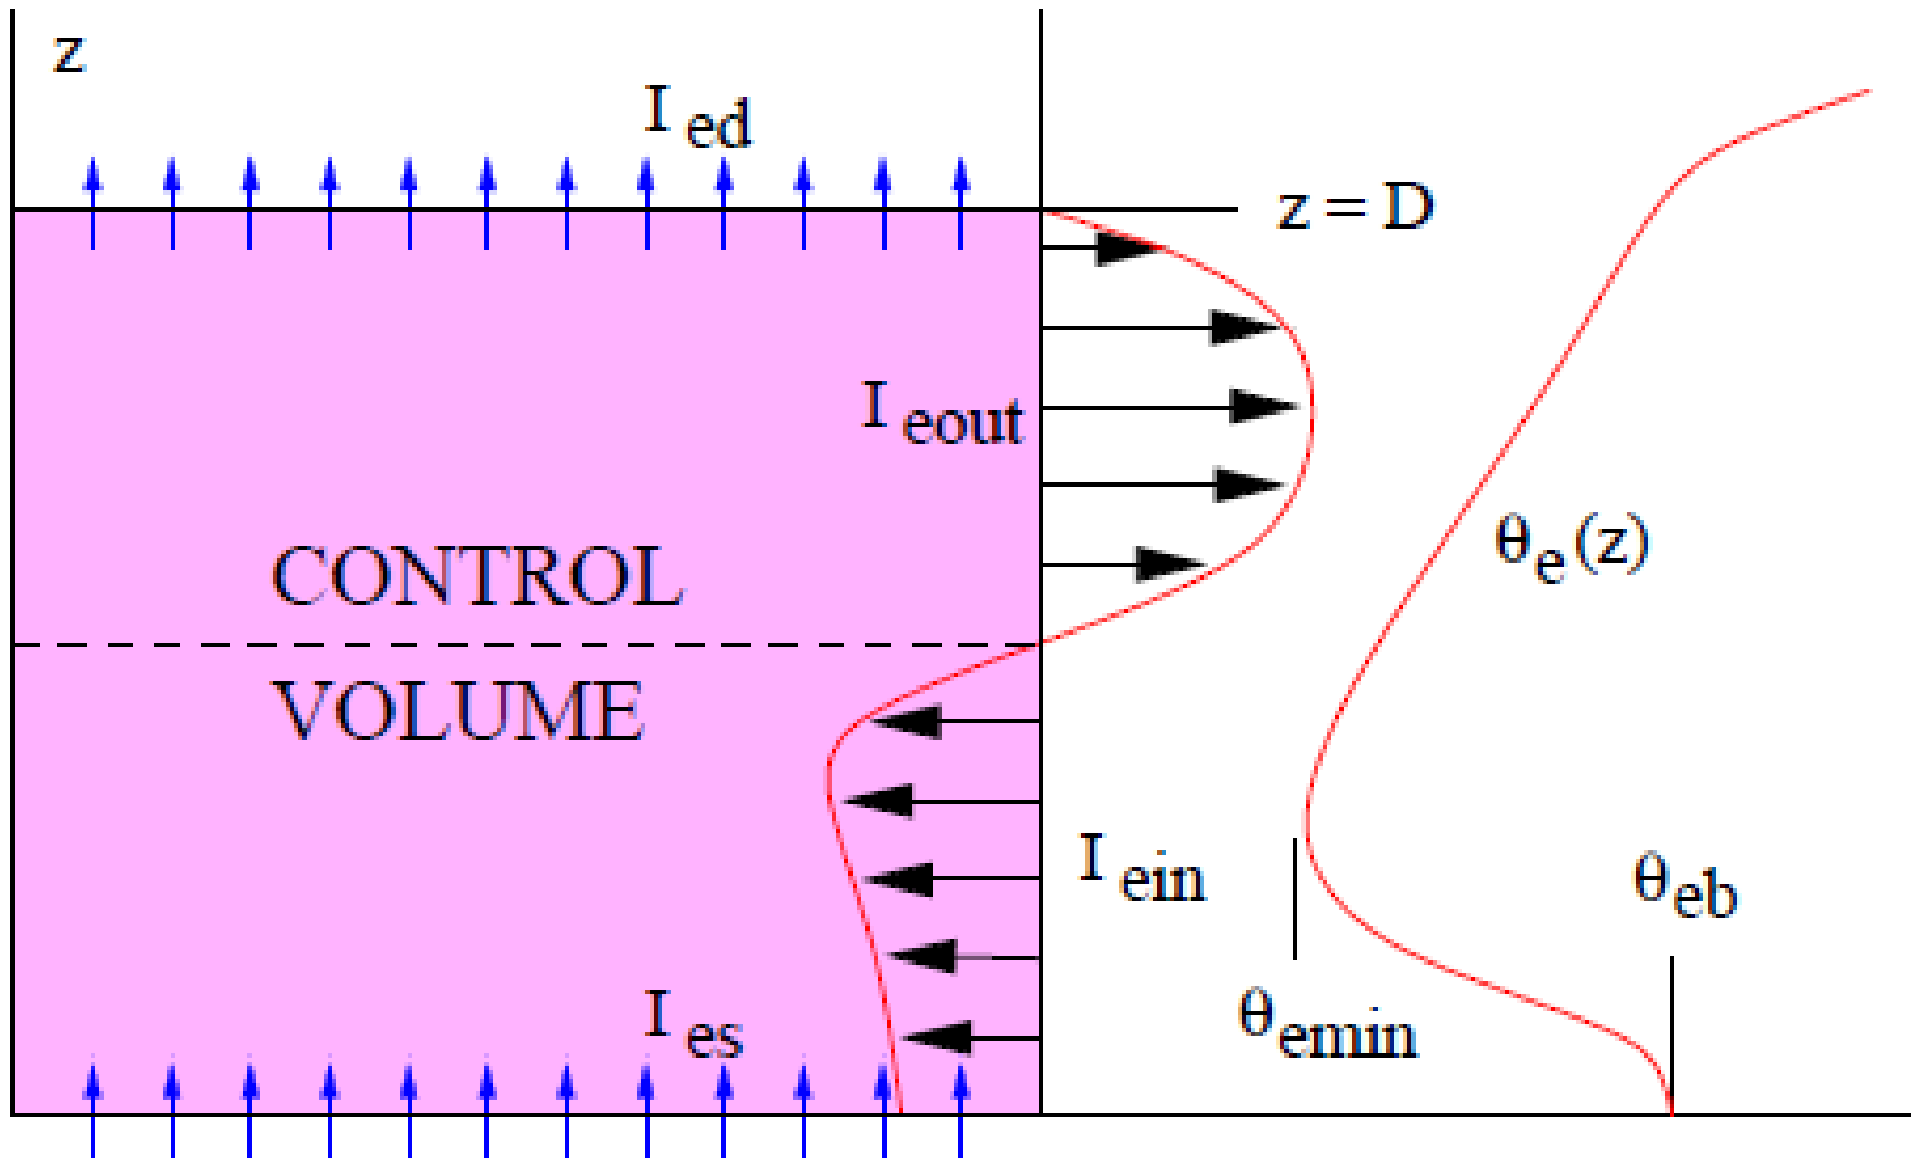 z
I ed
z = D
I eout
θe(z)
CONTROL
VOLUME
I ein
θeb
I es
θemin